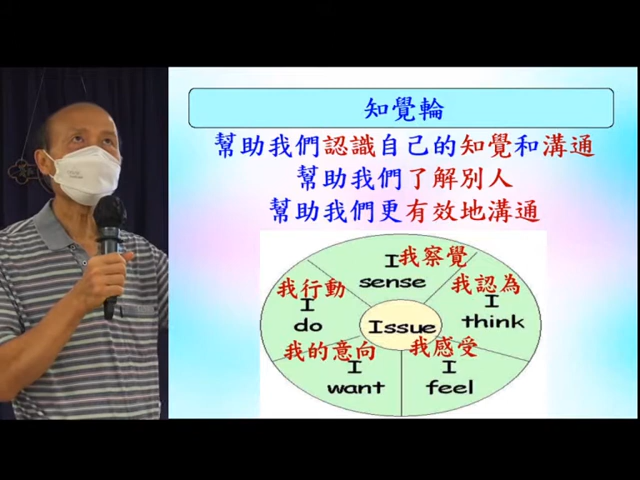 知覺輪
幫助我們認識自己的知覺和溝通
幫助我們了解別人
幫助我們更有效地溝通
我察覺
I
sense
我認為
I
think
我感受
I
feel
我的意向
I
want
我行動
I
do
Issue